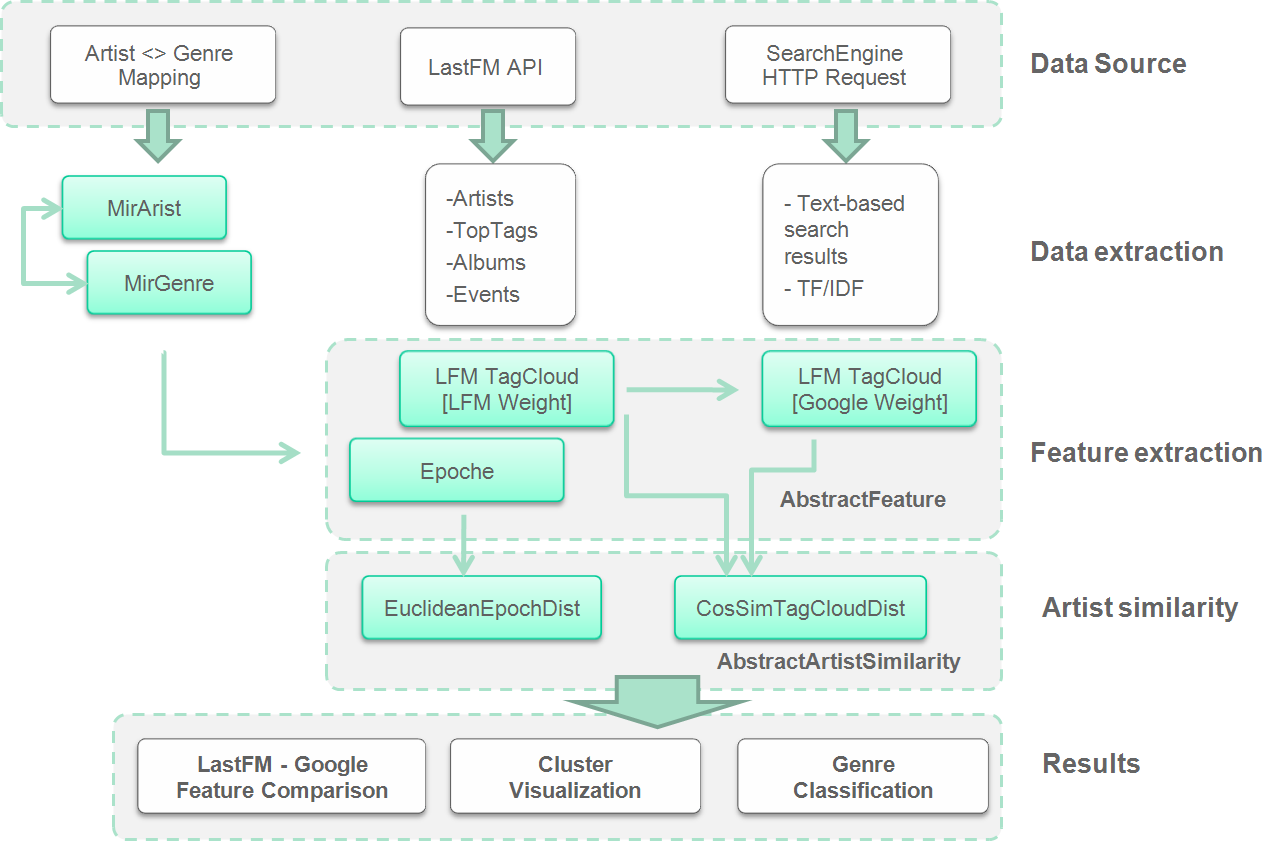 Artist <> Genre
Mapping
LastFM API
SearchEngine
HTTP Request
Data Source
MirArist
MirGenre
-Artists
-TopTags
-Albums
-Events
- Text-based
search
results
- TF/IDF
Data extraction
LFM TagCloud
[LFM Weight]
LFM TagCloud
[Google Weight]
Epoche
AbstractFeature
Feature extraction
EuclideanEpochDist
CosSimTagCloudDist
AbstractArtistSimilarity
Artist similarity
LastFM - Google
Feature Comparison
Cluster
Visualization
Genre
Classification
Results